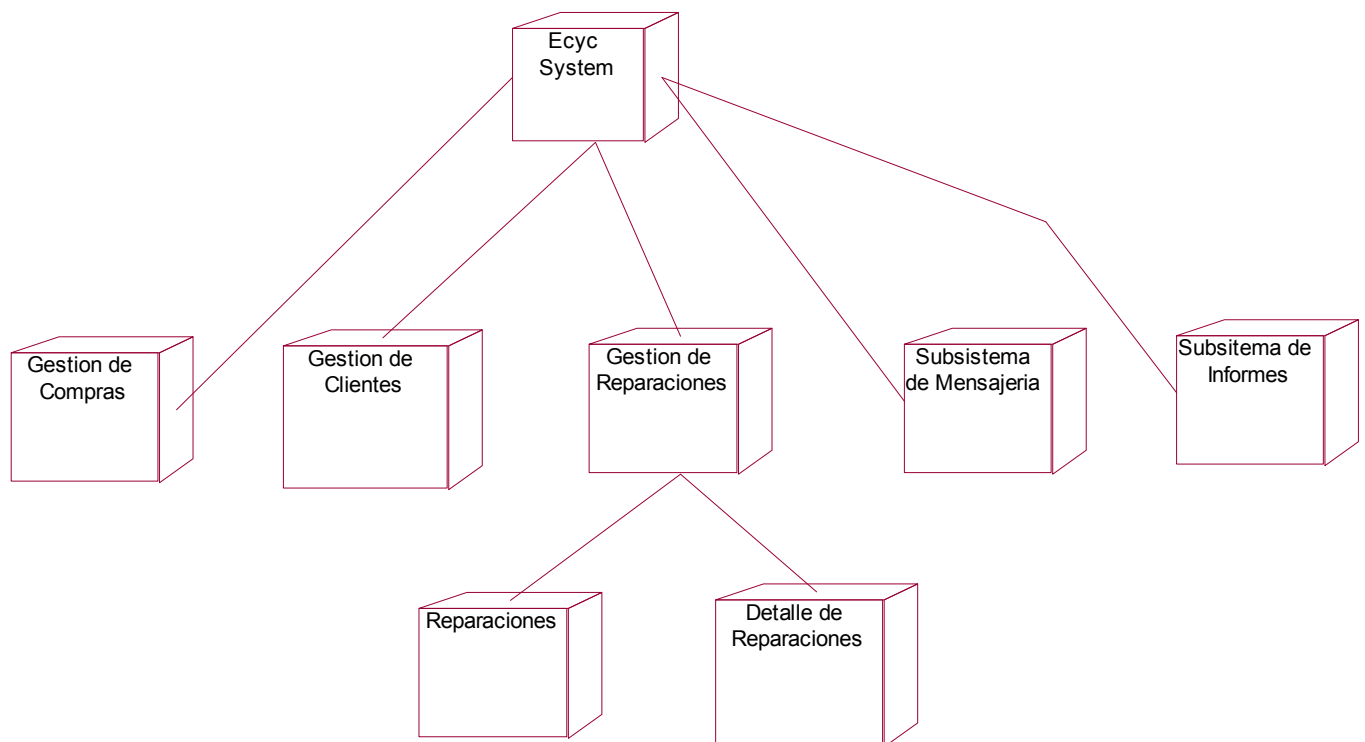 Ecyc
System
Gestion de
Compras
Gestion de
Clientes
Gestion de
Reparaciones
Subsistema
de Mensajeria
Subsitema de
Informes
Reparaciones
Detalle de
Reparaciones